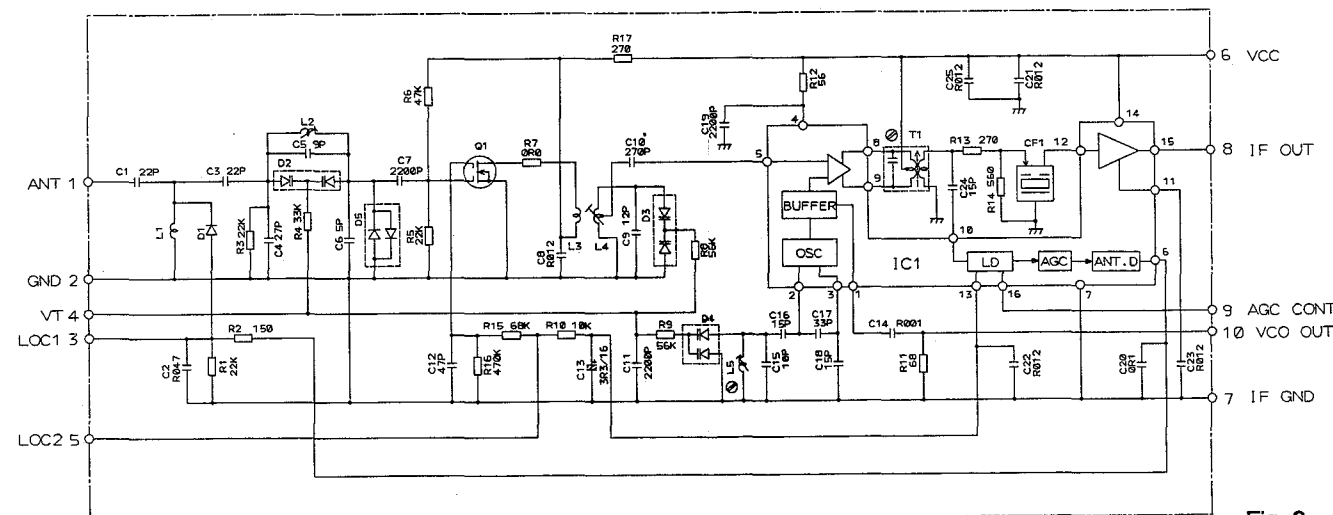 R17
270
6 VCC
R6
47K
R12
56
C25
R012
C21
R012
C19
2200P
4
14
L2
C5 9P
D2
Q1
R7
0R0
C10
270P
T1
8
R13 270
CF1
12
15
8 IF OUT
C7
2200P
5
9
11
ANT 1
C1 22P
C3 22P
C24
15P
R14 560
BUFFER
10
L1
D1
R3 22K
C4 27P
R4 33K
C6 5P
D5
R5
22K
C8
R012
L3
L4
C9 12P
D3
R8
56K
OSC
IC1
LD
AGC
ANT.D
6
GND 2
2
3
1
13
16
7
VT 4
9 AGC CONT
LOC1 3
R2 150
R15 68K
R10 10K
R9
56K
D4
C16
15P
C17
33P
C14 R001
10 VCO OUT
C2
R047
R1
22K
C12
47P
R16
470K
C13
3R3/16
C11
2200P
L5
C15
10P
C18
15P
R11
68
C22
R012
C20
0R1
C23
R012
7 IF GND
LOC2 5